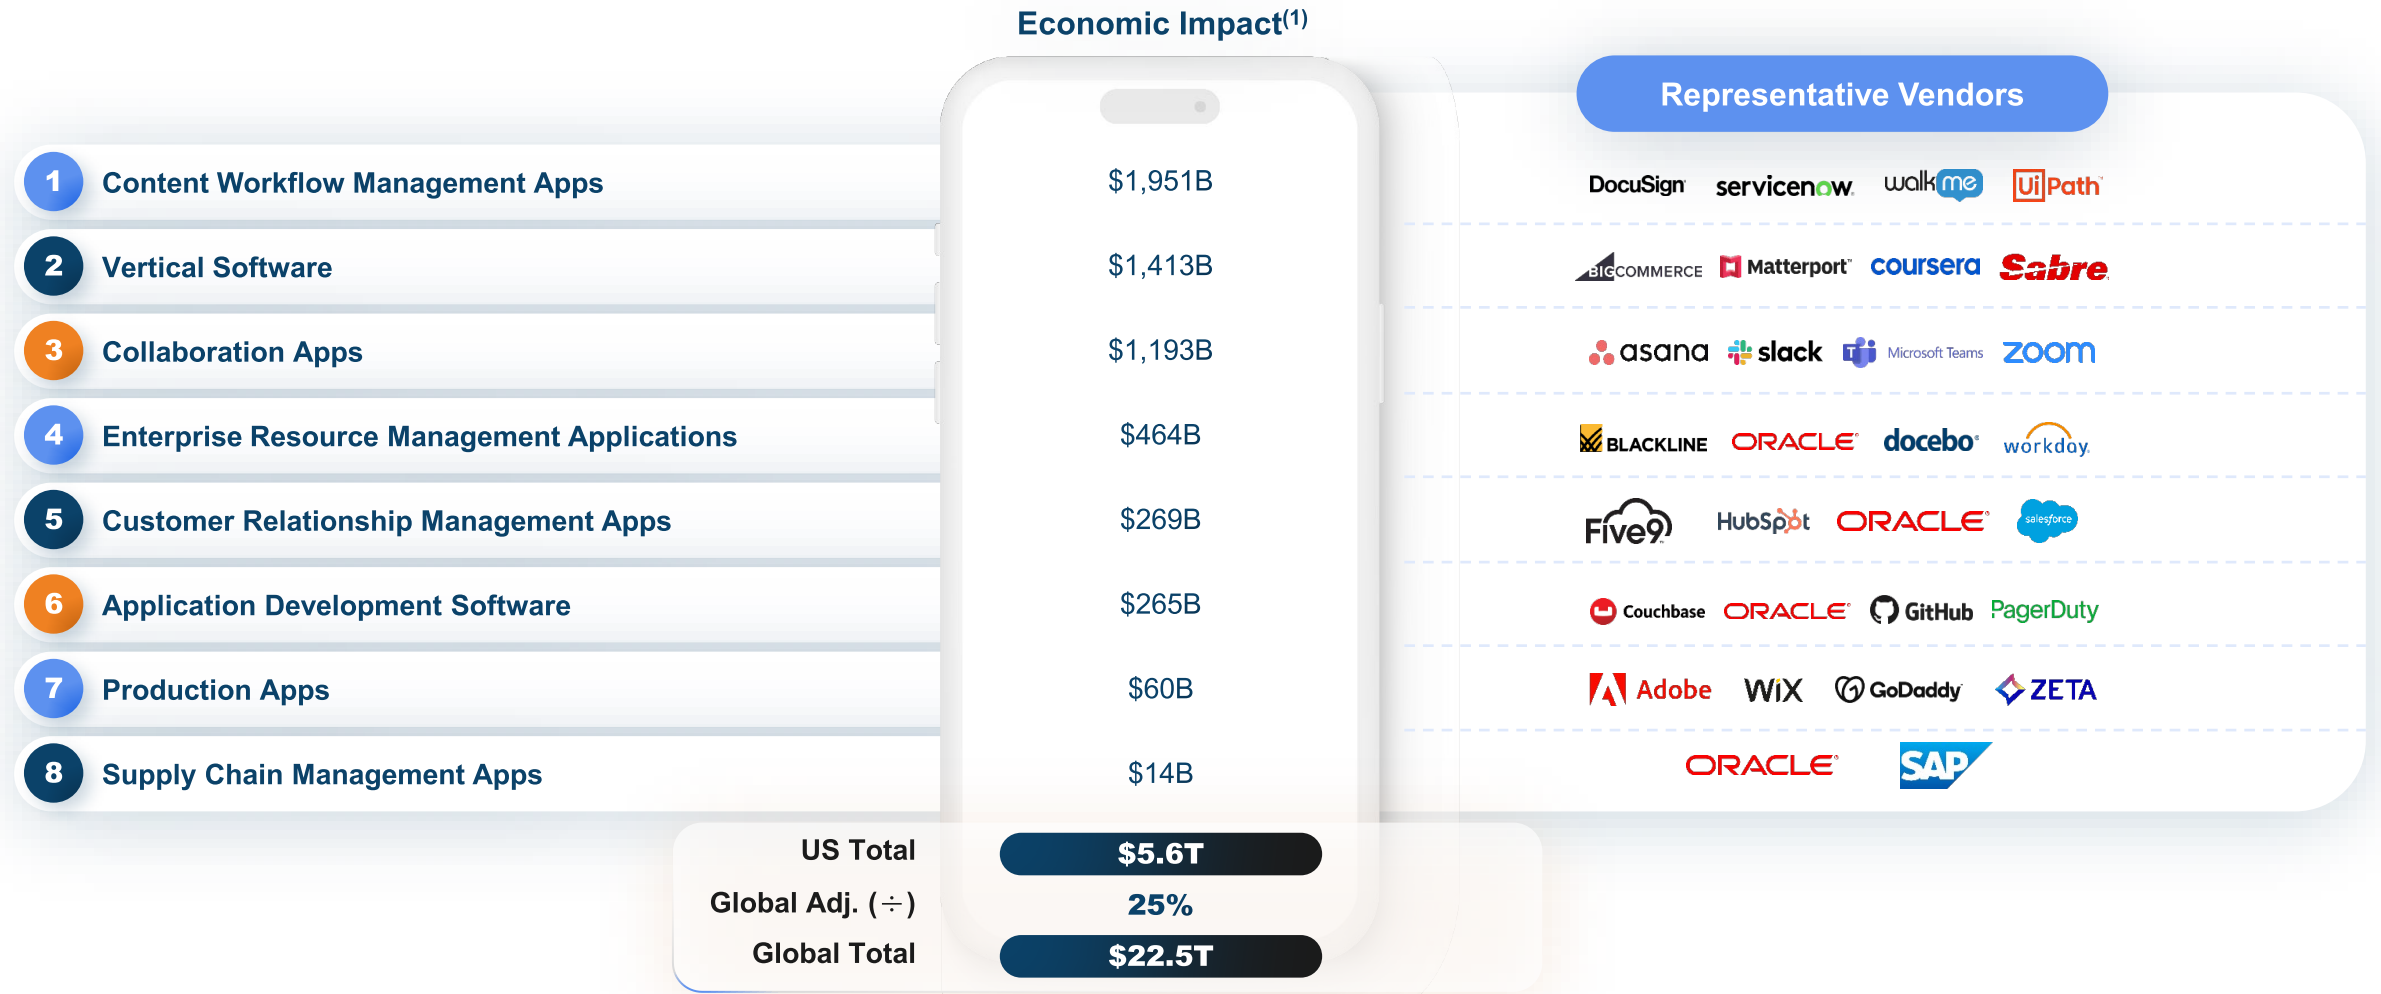 Economic Impact(1)
Representative Vendors
1 Content Workflow Management Apps $1,951B DocuSign servicenow walkme UiPath
2 Vertical Software $1,413B BIGCOMMERCE Matterport coursera Sabre
3 Collaboration Apps $1,193B asana slack Microsoft Teams zoom
4 Enterprise Resource Management Applications $464B BLACKLINE ORACLE docebo workday
5 Customer Relationship Management Apps $269B Five9 HubSpot ORACLE salesforce
6 Application Development Software $265B Couchbase ORACLE GitHub PagerDuty
7 Production Apps $60B Adobe WiX GoDaddy ZETA
8 Supply Chain Management Apps $14B ORACLE SAP
US Total $5.6T
Global Adj. (÷) 25%
Global Total $22.5T